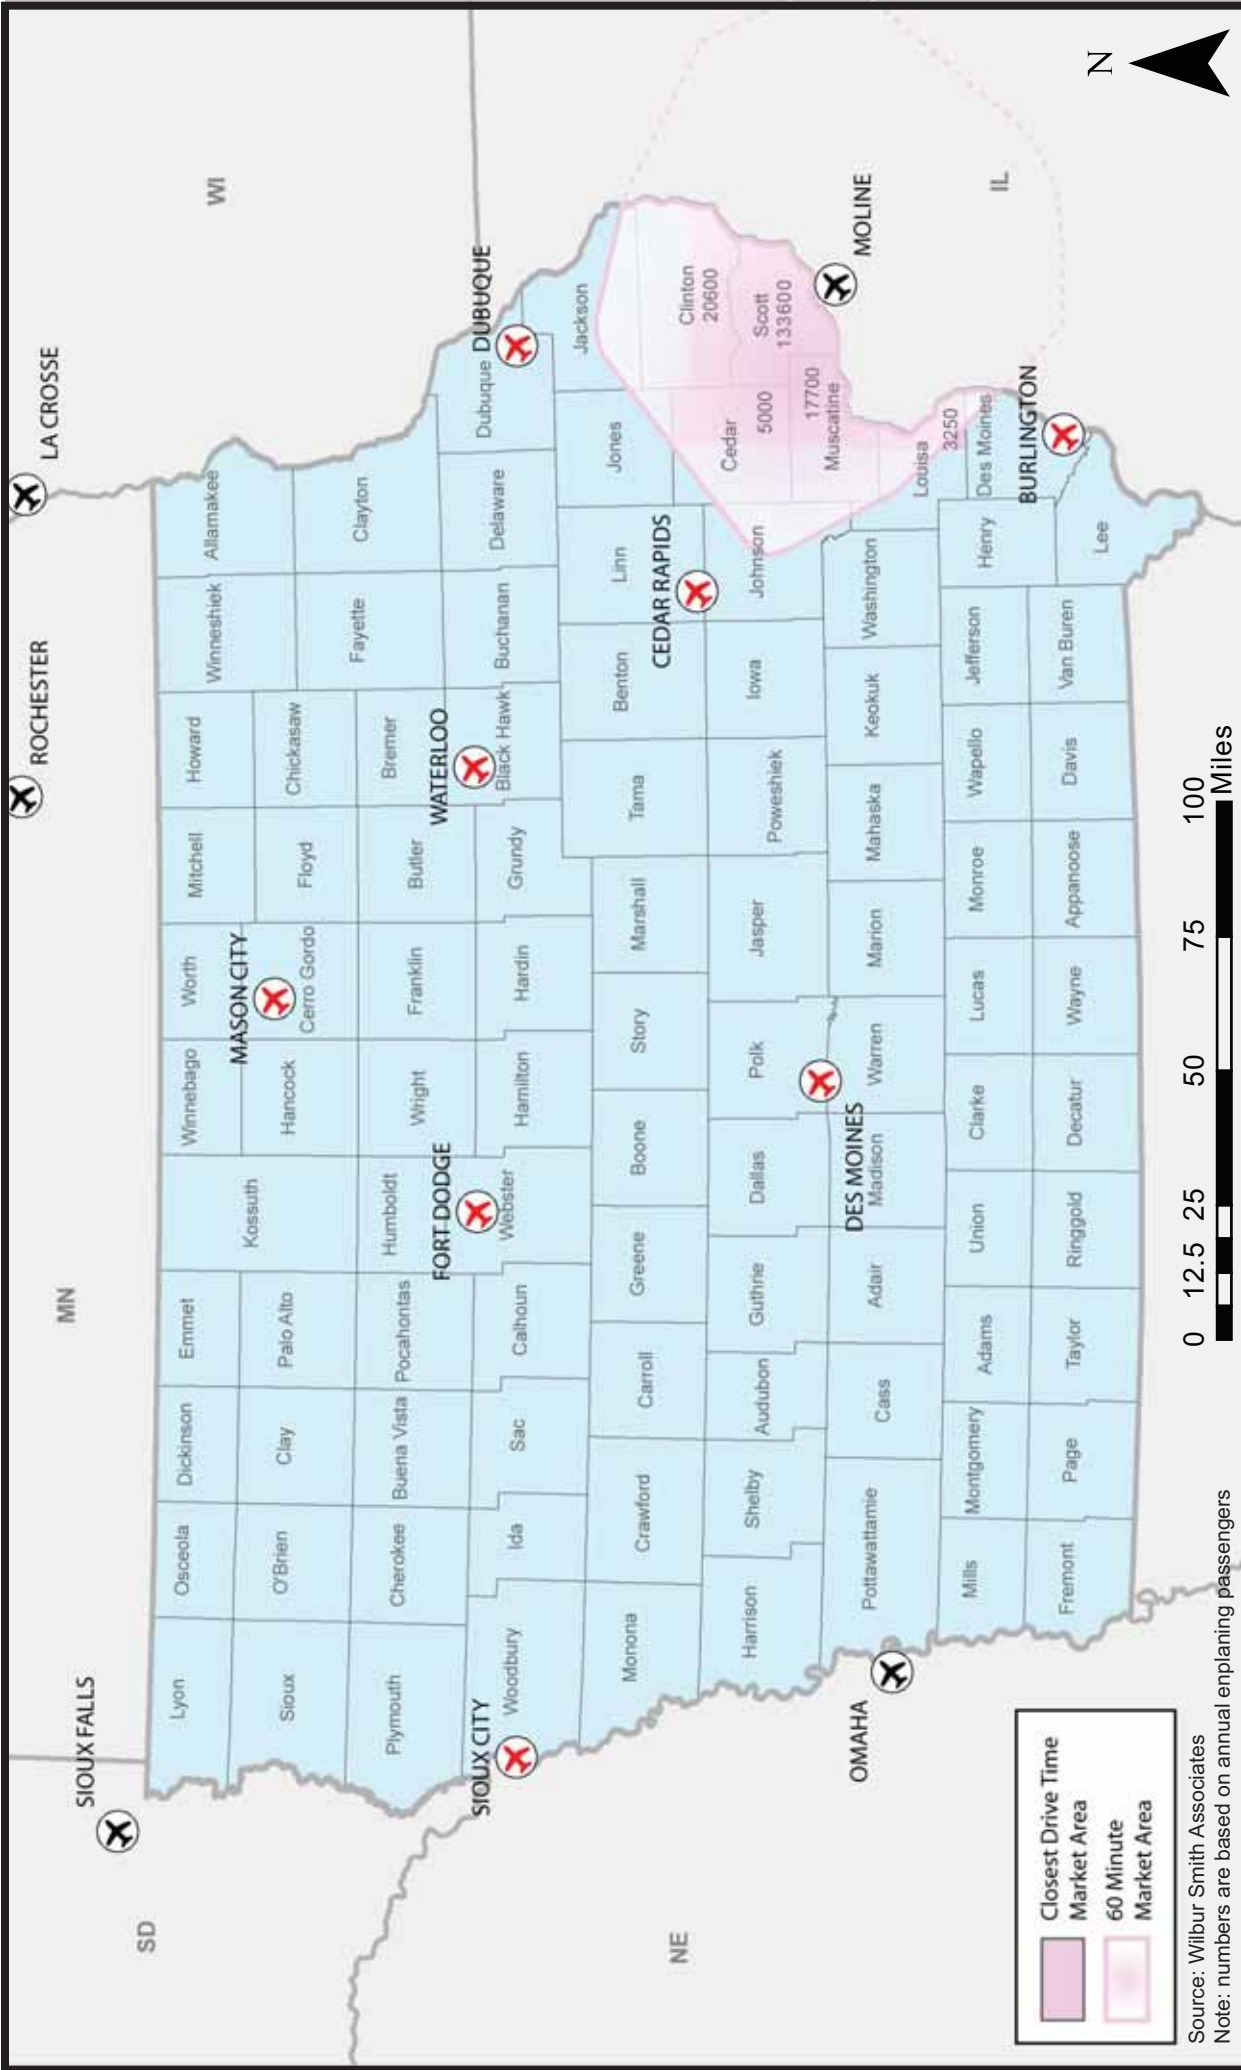 ROCHESTER
LA CROSSE
SIOUX FALLS
MN
WI
SD
N
Lyon
Osceola
Dickinson
Emmet
Kossuth
Winnebago
Worth
Mitchell
Howard
Winneshiek
Allamakee
MASON CITY
Sioux
O'Brien
Clay
Palo Alto
Hancock
Cerro Gordo
Floyd
Chickasaw
Fayette
Clayton
Plymouth
Cherokee
Buena Vista
Pocahontas
Humboldt
Wright
Franklin
Butler
Bremer
FORT DODGE
WATERLOO
SIOUX CITY
DUBUQUE
Woodbury
Ida
Sac
Calhoun
Webster
Hamilton
Hardin
Grundy
Black Hawk
Buchanan
Delaware
Dubuque
Jackson
Monona
Crawford
Carroll
Greene
Boone
Story
Marshall
Tama
Benton
Linn
Jones
CEDAR RAPIDS
NE
Clinton
20600
Harrison
Shelby
Audubon
Guthrie
Dallas
Polk
Jasper
Poweshiek
Iowa
Johnson
Cedar
5000
Scott
133600
17700
Muscatine
MOLINE
OMAHA
DES MOINES
Pottawattamie
Cass
Adair
Madison
Warren
Marion
Mahaska
Keokuk
Washington
Louisa
3250
Mills
Montgomery
Adams
Union
Clarke
Lucas
Monroe
Wapello
Jefferson
Henry
Des Moines
IL
BURLINGTON
Fremont
Page
Taylor
Ringgold
Decatur
Wayne
Appanoose
Davis
Van Buren
Lee
Closest Drive Time
Market Area
60 Minute
Market Area
0 12.5 25 50 75 100
Miles
Source: Wilbur Smith Associates
Note: numbers are based on annual enplaning passengers